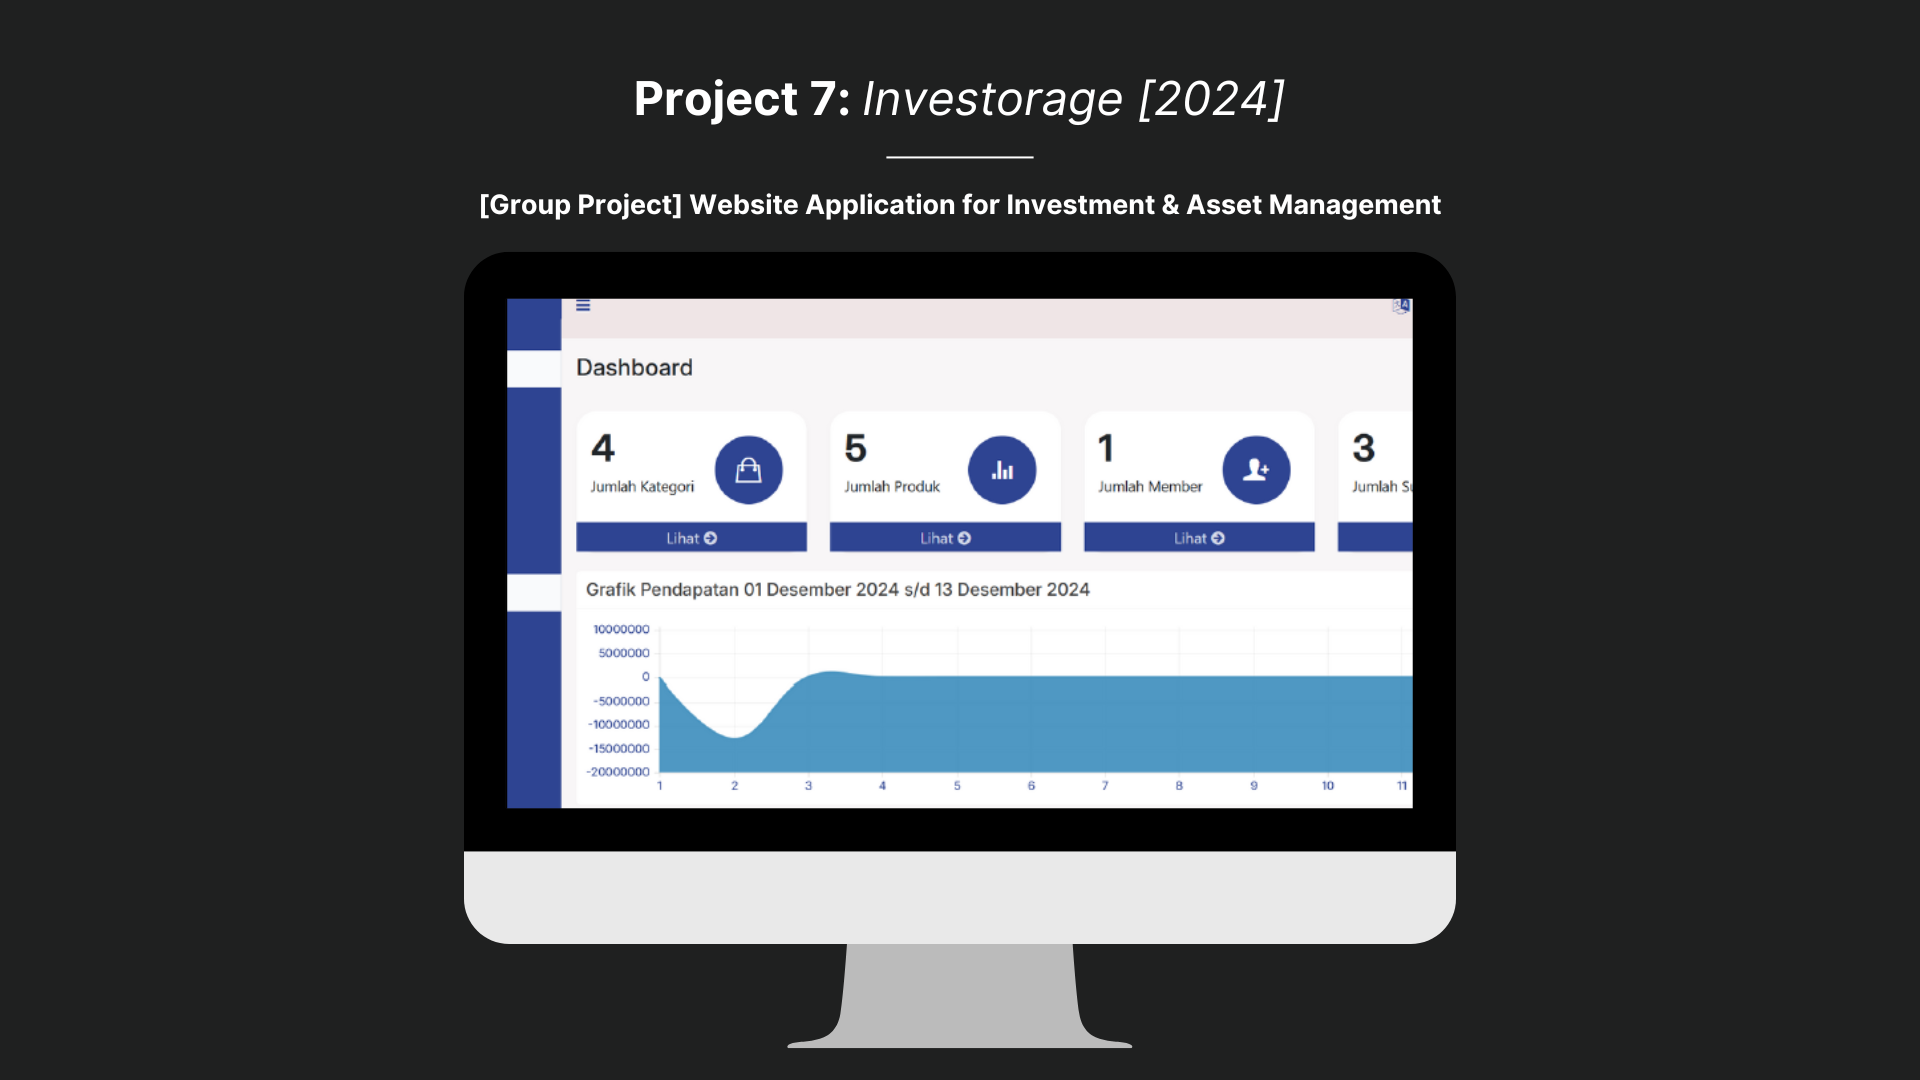 Project 7: Investorage [2024]
[Group Project] Website Application for Investment & Asset Management
Dashboard
4
Jumlah Kategori
Lihat
5
Jumlah Produk
Lihat
1
Jumlah Member
Lihat
3
Jumlah
Grafik Pendapatan 01 Desember 2024 s/d 13 Desember 2024
10000000
5000000
0
-5000000
-10000000
-15000000
-20000000
1 2 3 4 5 6 7 8 9 10 11